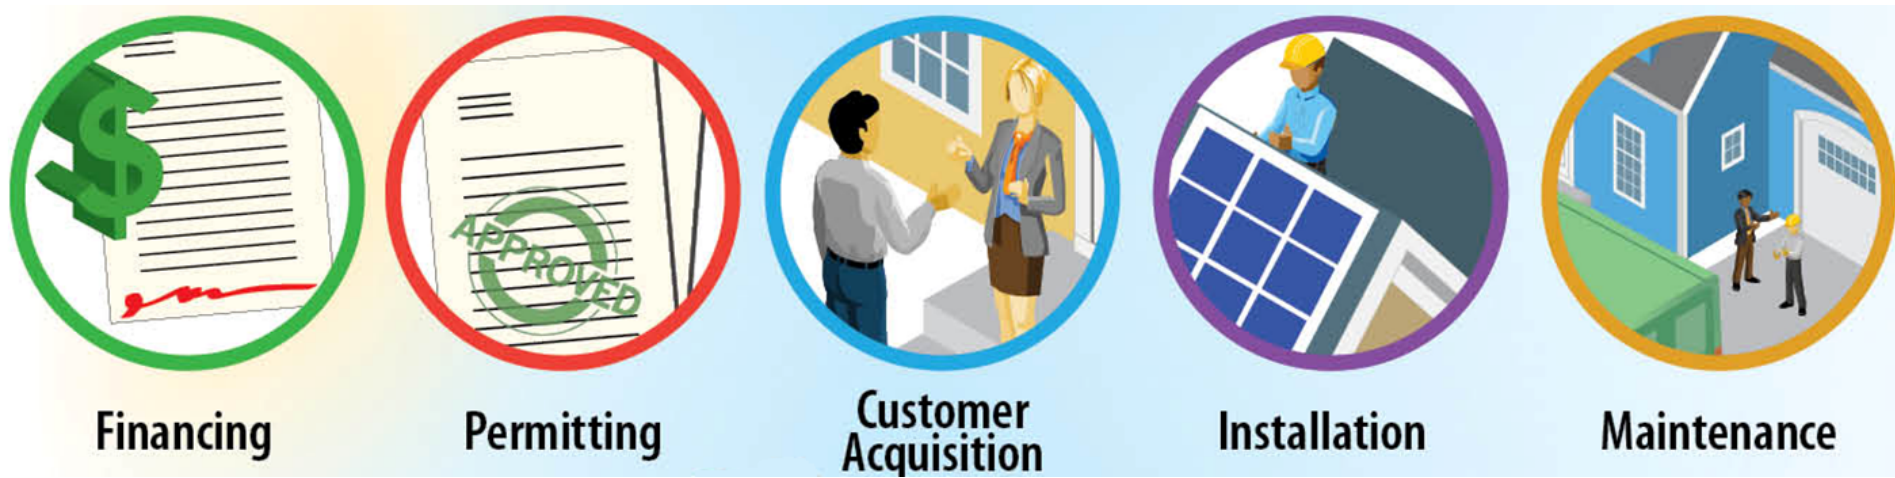 $
APPROVED
Financing
Permitting
Customer
Acquisition
Installation
Maintenance